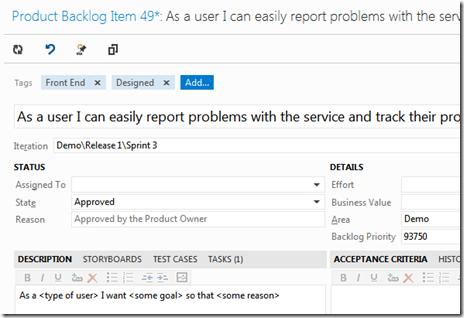 Product Backlog Item 49*: As a user I can easily report problems with the serv
Tags Front End × Designed × Add...
As a user I can easily report problems with the service and track their pro
Iteration Demo\Release 1\Sprint 3
STATUS DETAILS
Assigned To Effort
State Approved Business Value
Reason Approved by the Product Owner Area Demo
Backlog Priority 93750
DESCRIPTION STORYBOARDS TEST CASES TASKS (1) ACCEPTANCE CRITERIA HISTO
B I U B I U
As a <type of user> I want <some goal> so that <some reason>